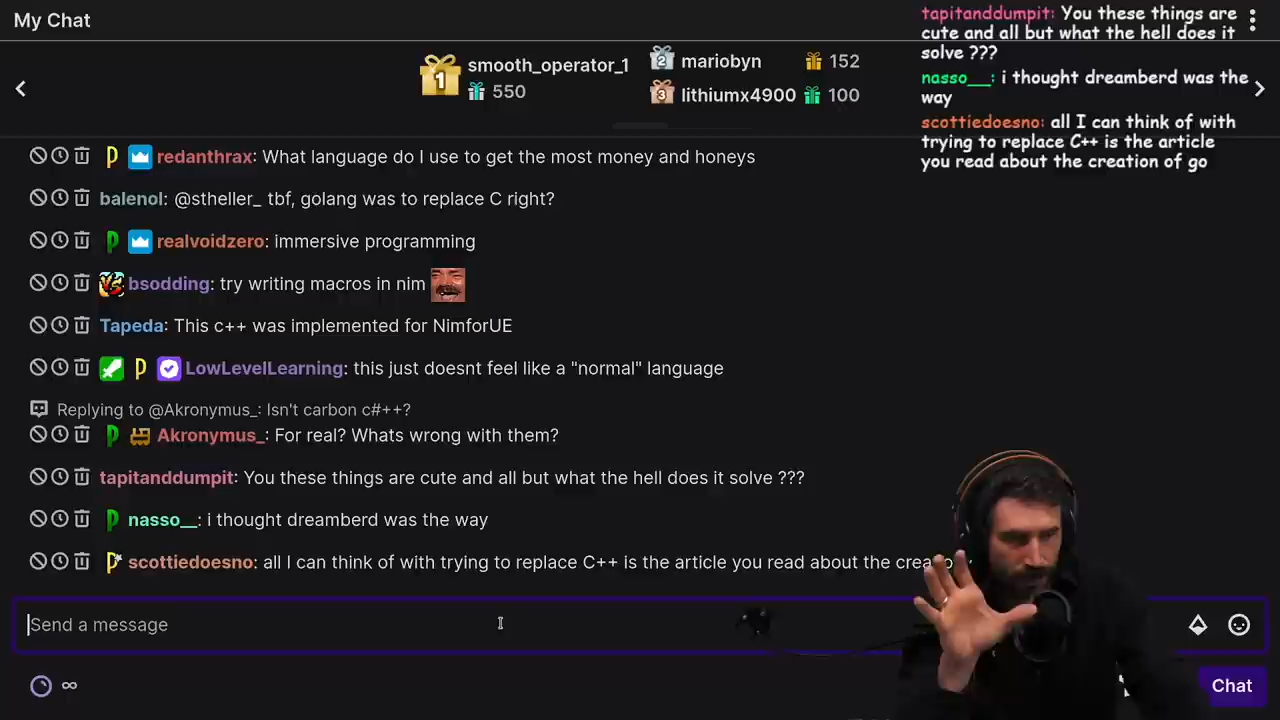 My Chat
1
smooth_operator_1
550
2
mariobyn
152
3
lithiumx4900
100
tapitanddumpit: You these things are
cute and all but what the hell does it
solve ???
nasso__: i thought dreamberd was the
way
scottiedoesno: all I can think of with
trying to replace C++ is the article
you read about the creation of go
redanthrax: What language do I use to get the most money and honeys
balenol: @stheller_ tbf, golang was to replace C right?
realvoidzero: immersive programming
bsodding: try writing macros in nim
Tapeda: This c++ was implemented for NimforUE
LowLevelLearning: this just doesnt feel like a "normal" language
Replying to @Akronymus_: Isn't carbon c#++?
Akronymus_: For real? Whats wrong with them?
tapitanddumpit: You these things are cute and all but what the hell does it solve ???
nasso__: i thought dreamberd was the way
scottiedoesno: all I can think of with trying to replace C++ is the article you read about the
Send a message
∞
Chat